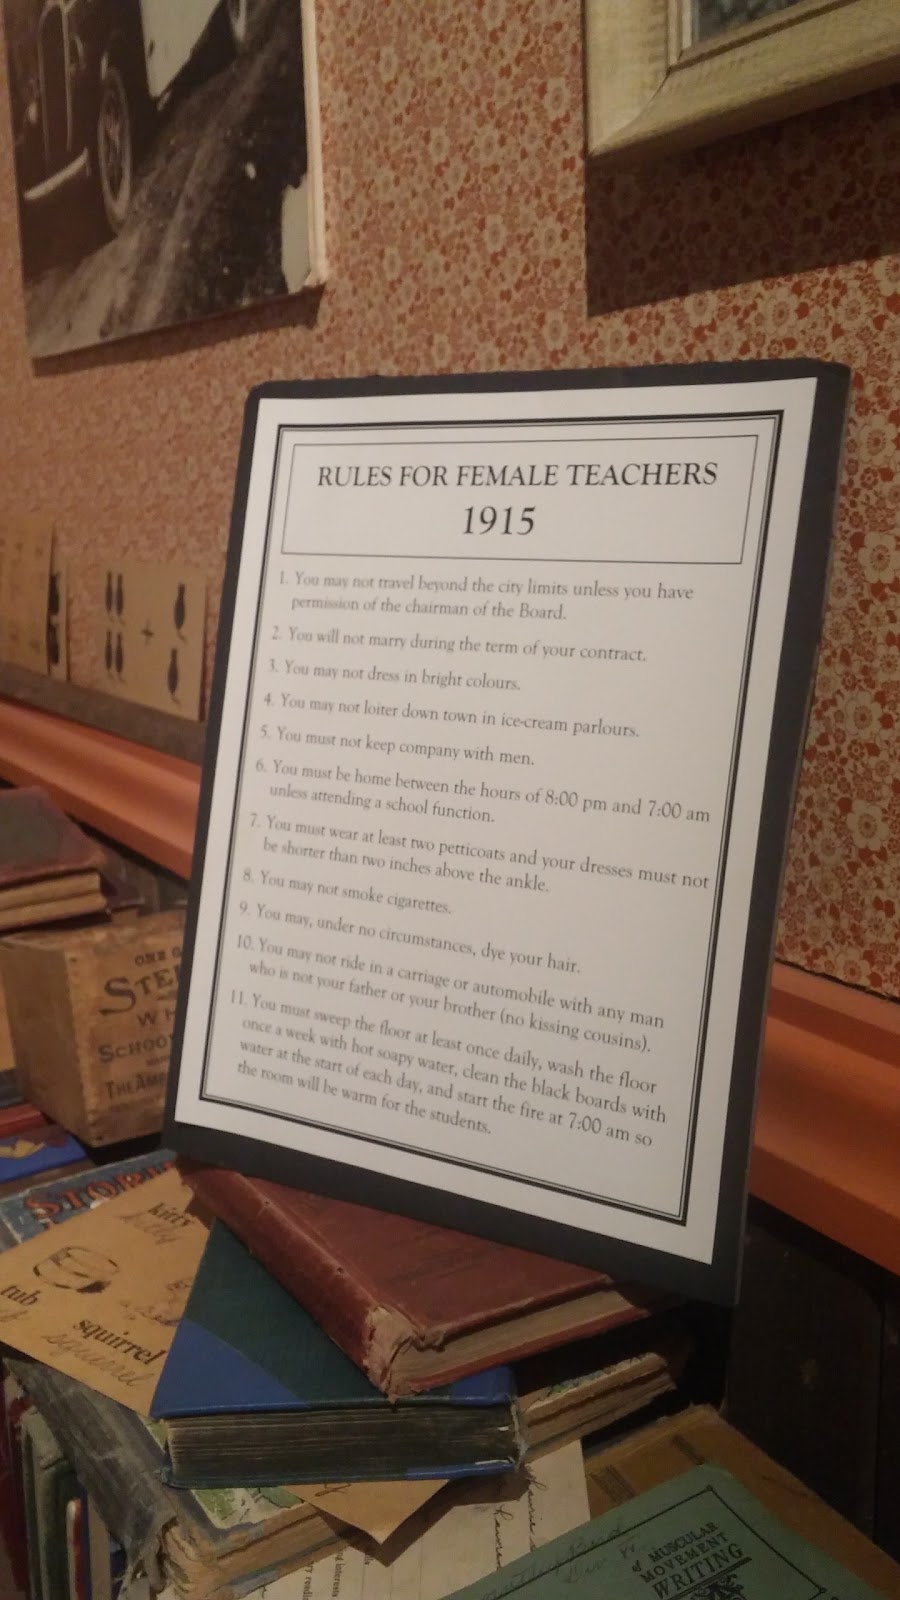 RULES FOR FEMALE TEACHERS
1915
1. You may not travel beyond the city limits unless you have
permission of the chairman of the Board.
2. You will not marry during the term of your contract.
3. You may not dress in bright colours.
4. You may not loiter down town in ice-cream parlours.
5. You must not keep company with men.
6. You must be home between the hours of 8:00 pm and 7:00 am
unless attending a school function.
7. You must wear at least two petticoats and your dresses must not
be shorter than two inches above the ankle.
8. You may not smoke cigarettes.
9. You may, under no circumstances, dye your hair.
10. You may not ride in a carriage or automobile with any man
who is not your father or your brother (no kissing cousins).
11. You must sweep the floor at least once daily, wash the floor
once a week with hot soapy water, clean the black boards with
water at the start of each day, and start the fire at 7:00 am so
the room will be warm for the students.
ONE G
STE
WH
SCHOO
THE AMB
STORI
kitty
kitty
tub
squirrel
squirrel
of MUSCULAR
MOVEMENT
WRITING